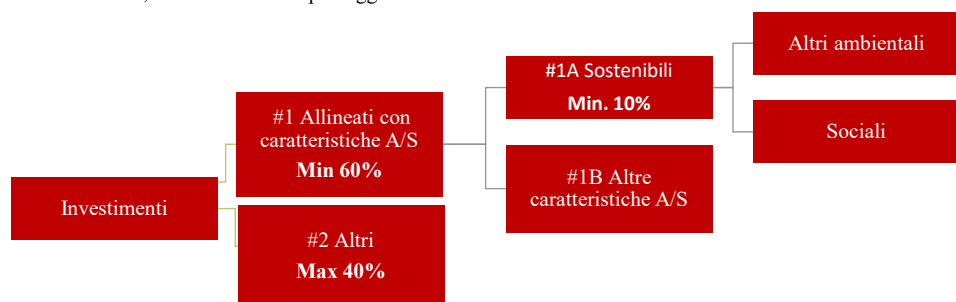 Altri ambientali
#1A Sostenibili
Min. 10%
#1 Allineati con
caratteristiche A/S
Min 60%
Sociali
#1B Altre
caratteristiche A/S
Investimenti
#2 Altri
Max 40%